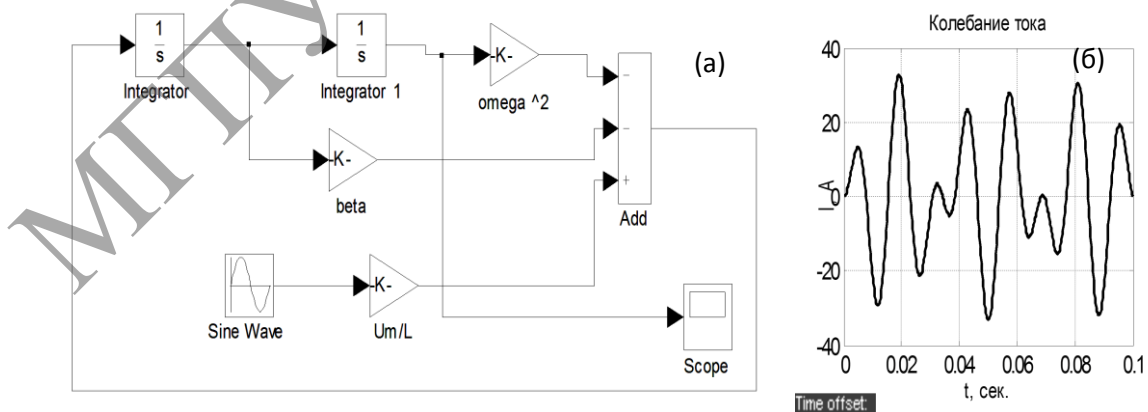 МГПУ
1
s
Integrator
1
s
Integrator 1
-K-
omega ^2
-K-
beta
Sine Wave
-K-
Um/L
−
−
+
Add
Scope
(а)
Колебание тока
(б)
40
20
0
-20
-40
I, A
0 0.02 0.04 0.06 0.08 0.1
t, сек.
Time offset: